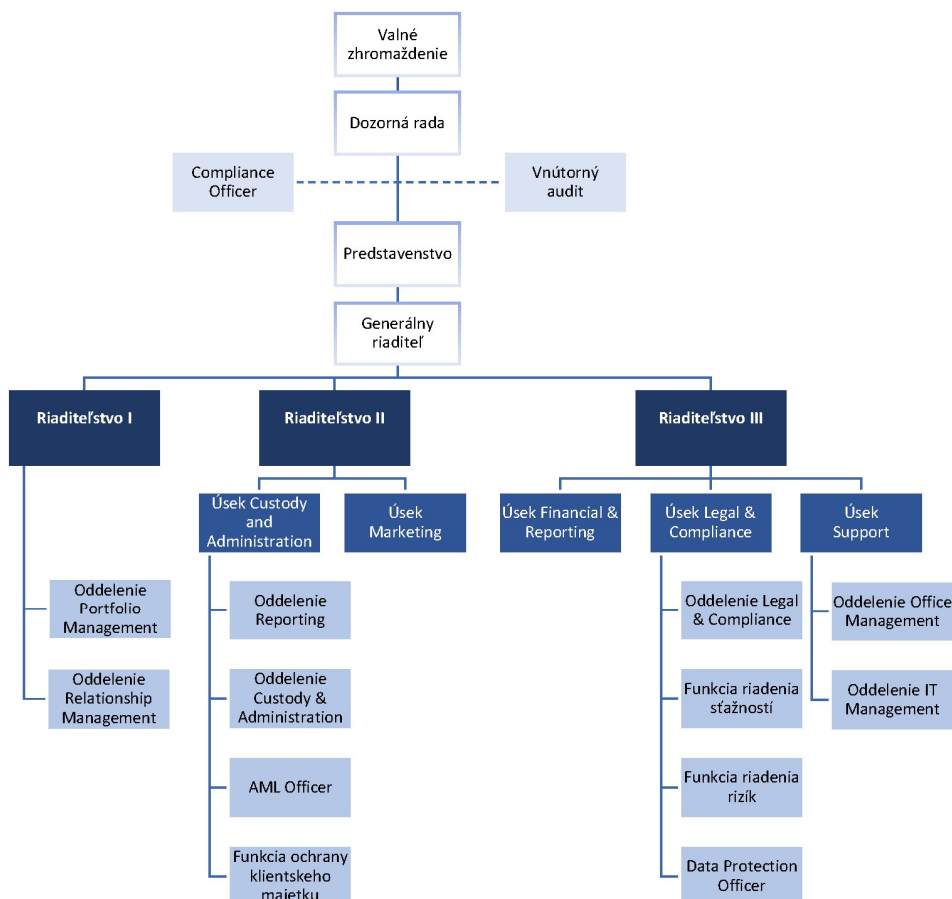 Valné
zhromaždenie
Dozorná rada
Compliance
Officer
Vnútorný
audit
Predstavenstvo
Generálny
riaditeľ
Riaditeľstvo I
Riaditeľstvo II
Riaditeľstvo III
Úsek Custody
and
Administration
Úsek
Marketing
Úsek Financial &
Reporting
Úsek Legal &
Compliance
Úsek
Support
Oddelenie
Portfolio
Management
Oddelenie
Relationship
Management
Oddelenie
Reporting
Oddelenie
Custody &
Administration
AML Officer
Funkcia ochrany
klientskeho
majetku
Oddelenie Legal
& Compliance
Funkcia riadenia
sťažností
Funkcia riadenia
rizík
Data Protection
Officer
Oddelenie Office
Management
Oddelenie IT
Management